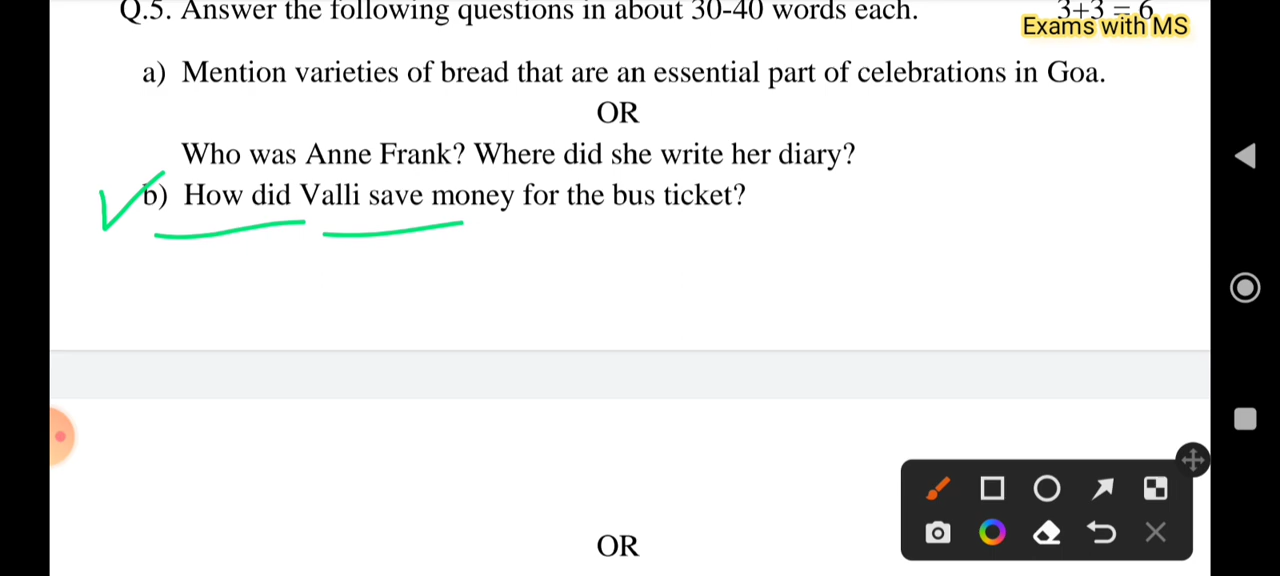 Q.5. Answer the following questions in about 30-40 words each. 3+3 = 6
Exams with MS
a) Mention varieties of bread that are an essential part of celebrations in Goa.
OR
Who was Anne Frank? Where did she write her diary?
b) How did Valli save money for the bus ticket?
OR